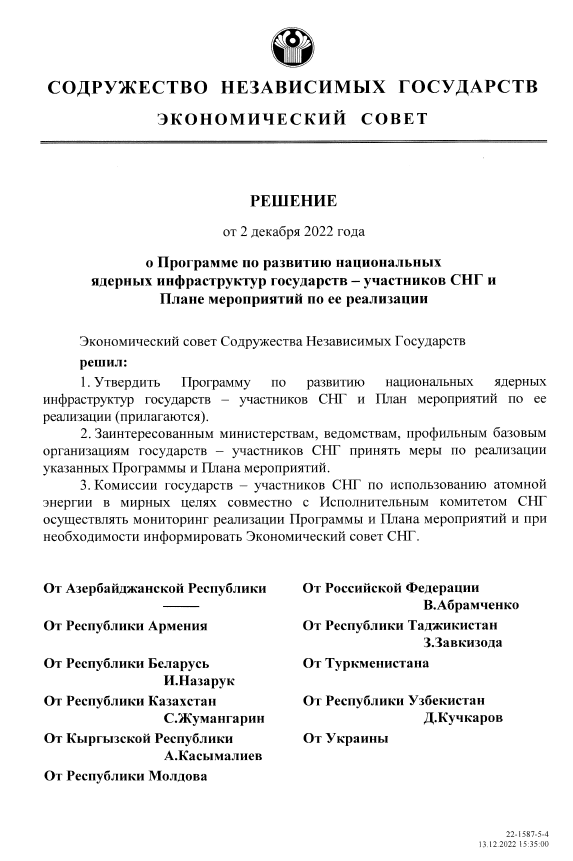 СОДРУЖЕСТВО НЕЗАВИСИМЫХ ГОСУДАРСТВ
ЭКОНОМИЧЕСКИЙ СОВЕТ
РЕШЕНИЕ
от 2 декабря 2022 года
о Программе по развитию национальных
ядерных инфраструктур государств – участников СНГ и
Плане мероприятий по ее реализации
Экономический совет Содружества Независимых Государств
решил:
1. Утвердить Программу по развитию национальных ядерных
инфраструктур государств – участников СНГ и План мероприятий по ее
реализации (прилагаются).
2. Заинтересованным министерствам, ведомствам, профильным базовым
организациям государств – участников СНГ принять меры по реализации
указанных Программы и Плана мероприятий.
3. Комиссии государств – участников СНГ по использованию атомной
энергии в мирных целях совместно с Исполнительным комитетом СНГ
осуществлять мониторинг реализации Программы и Плана мероприятий и при
необходимости информировать Экономический совет СНГ.
От Азербайджанской Республики
От Республики Армения
От Республики Беларусь
И.Назарук
От Республики Казахстан
С.Жумангарин
От Кыргызской Республики
А.Касымалиев
От Республики Молдова
От Российской Федерации
В.Абрамченко
От Республики Таджикистан
З.Завкизода
От Туркменистана
От Республики Узбекистан
Д.Кучкаров
От Украины
22-1587-5-4
13.12.2022 15:35:00